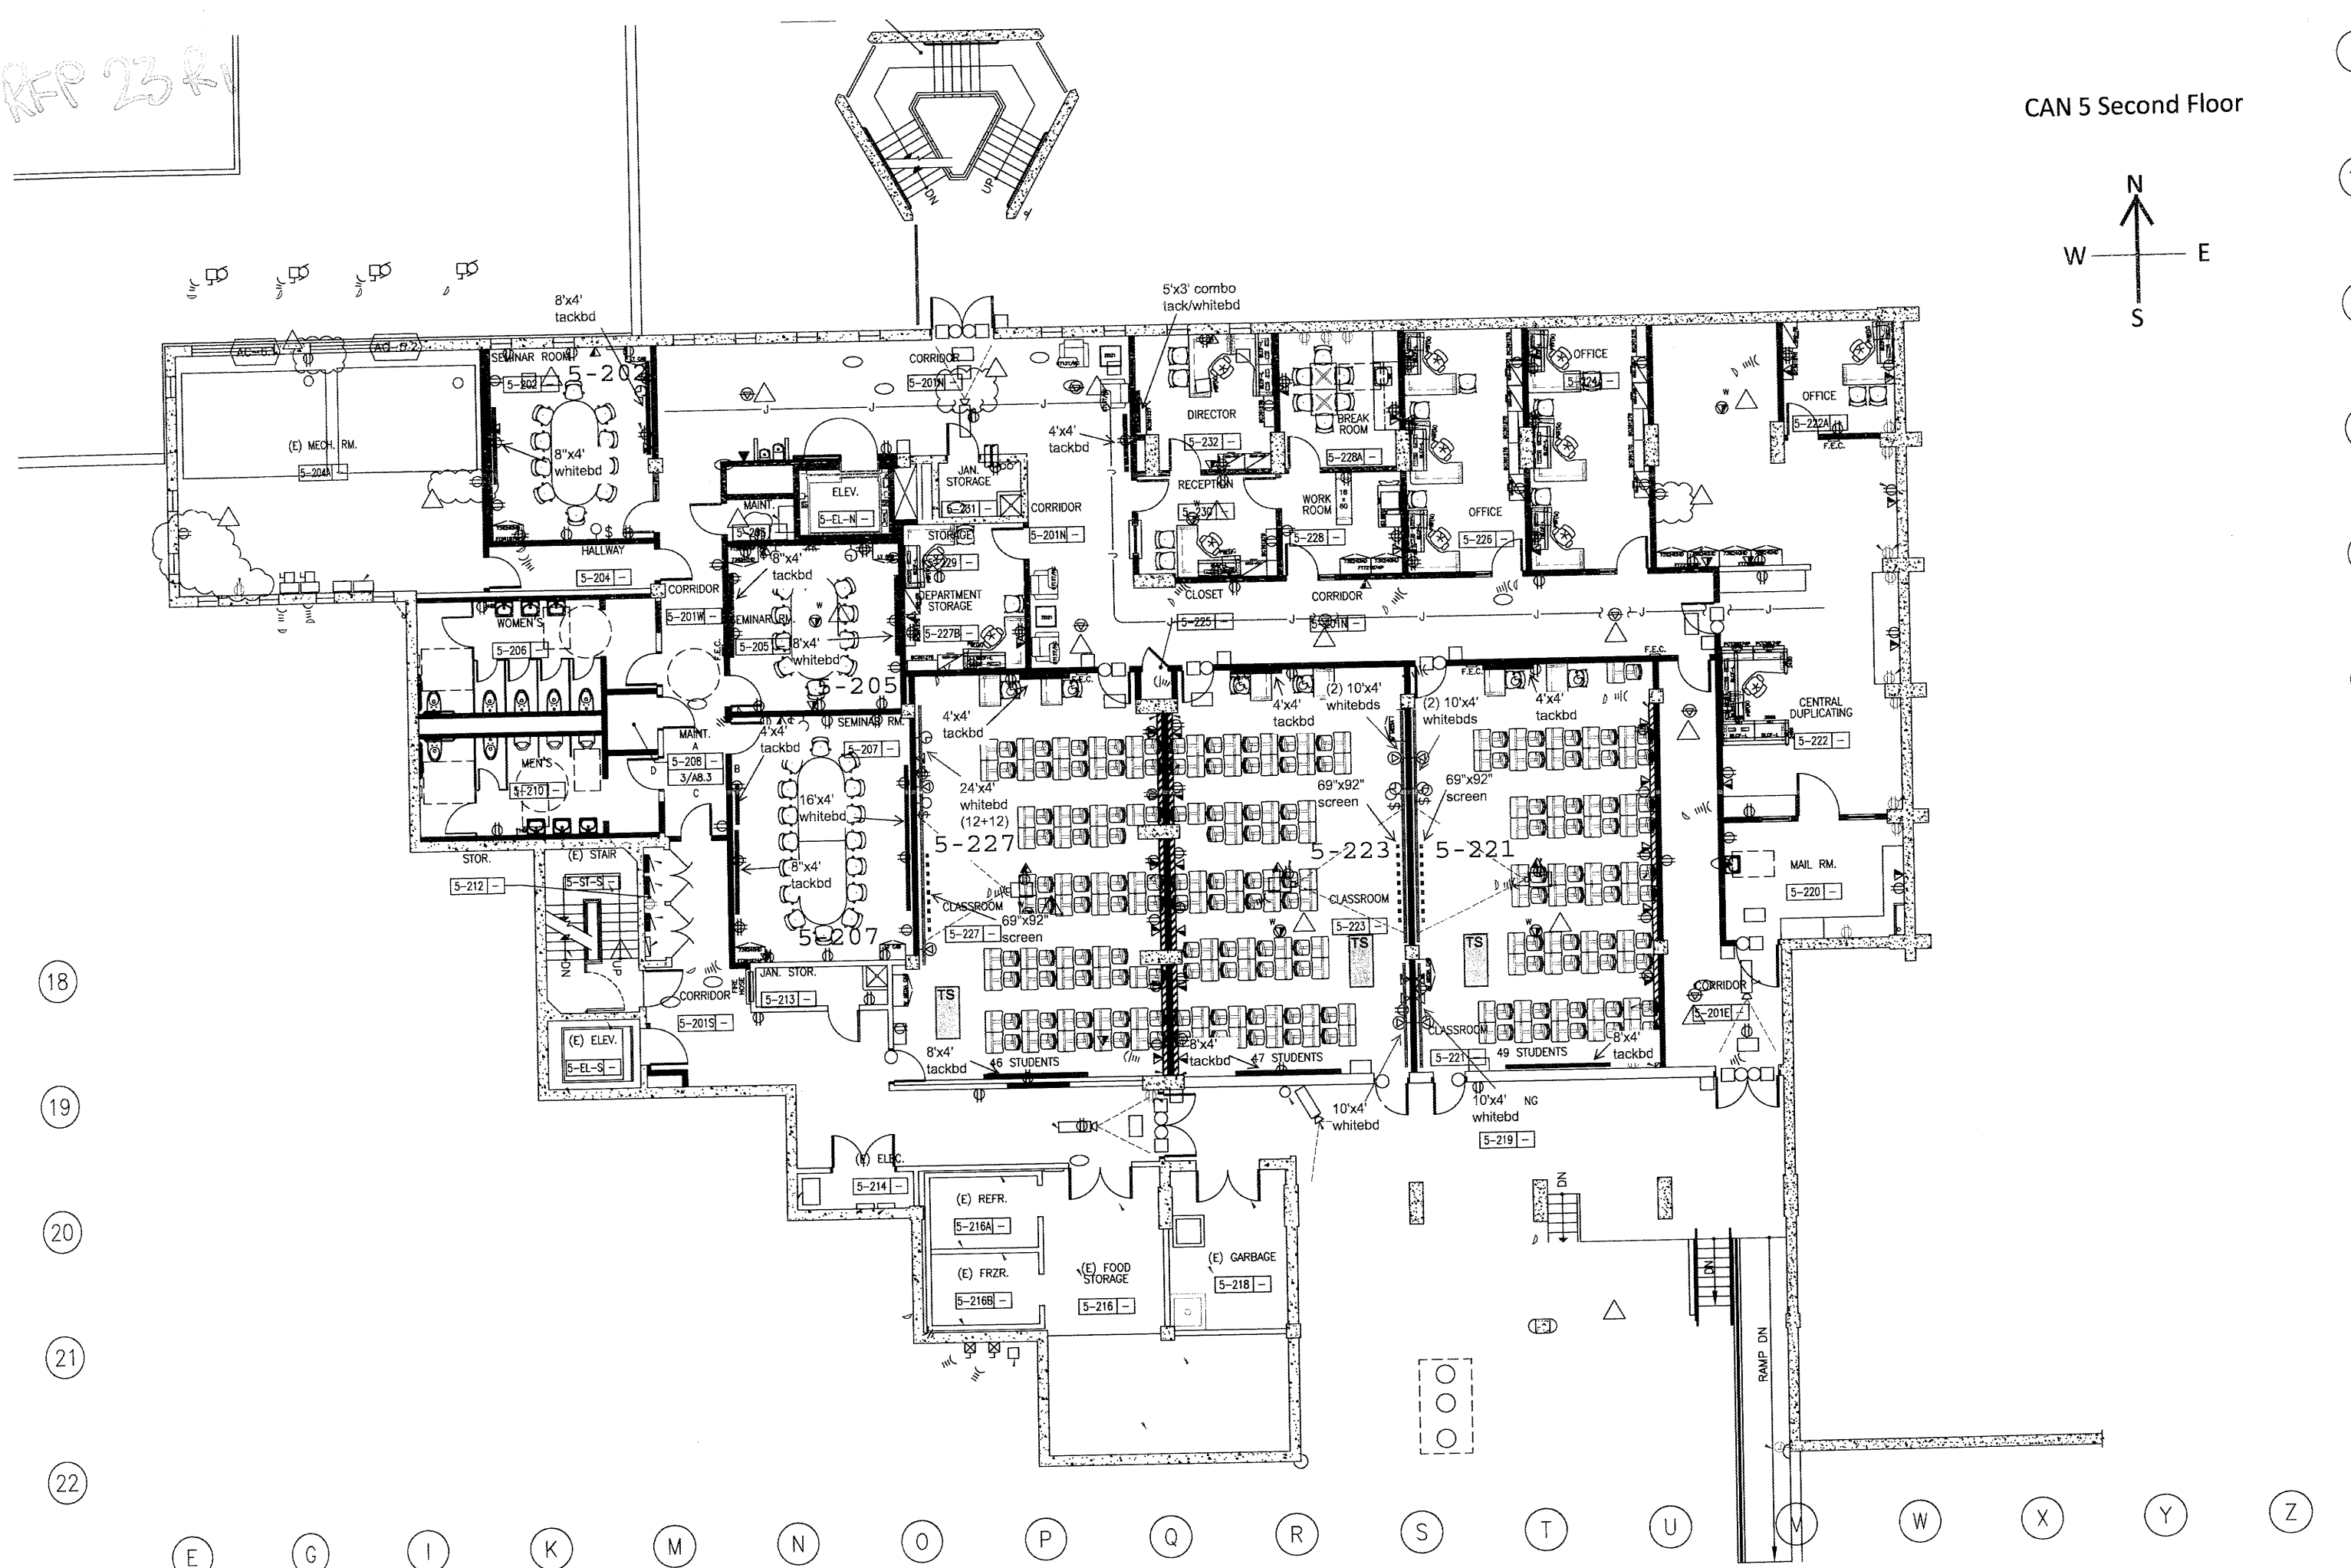 RFP 23 R1
CAN 5 Second Floor
N
W
E
S
DN
UP
8'x4'
tackbd
5'x3' combo
tack/whitebd
SEMINAR ROOM
5-202
5-202
8"x4'
whitebd
(E) MECH. RM.
5-204A
HALLWAY
5-204
CORRIDOR
5-201N
J
J
J
4'x4'
tackbd
DIRECTOR
5-232
BREAK
ROOM
5-228A
OFFICE
5-224
OFFICE
5-222A
F.E.C.
JAN.
STORAGE
5-231
ELEV.
5-EL-N
MAINT.
CORRIDOR
5-201N
RECEPTION
5-230
WORK
ROOM
5-228
OFFICE
5-226
STORAGE
5-229
DEPARTMENT
STORAGE
5-227B
8"x4'
tackbd
CORRIDOR
5-201W
SEMINAR RM.
5-205
8'x4'
whitebd
5-205
F.E.C.
CLOSET
5-225
CORRIDOR
5-201N
WOMEN'S
5-206
MEN'S
5-210
MAINT.
A
5-208
3/A8.3
B
C
D
SEMINAR RM.
5-207
4'x4'
tackbd
16'x4'
whitebd
8"x4'
tackbd
5-207
4'x4'
tackbd
F.E.C.
24'x4'
whitebd
(12+12)
5-227
CLASSROOM
5-227
69"x92"
screen
TS
8'x4'
tackbd
46 STUDENTS
4'x4'
tackbd
(2) 10'x4'
whitebds
69"x92"
screen
5-223
CLASSROOM
5-223
TS
8'x4'
tackbd
47 STUDENTS
10'x4'
whitebd
F.E.C.
(2) 10'x4'
whitebds
4'x4'
tackbd
69"x92"
screen
5-221
TS
CLASSROOM
5-221
49 STUDENTS
8'x4'
tackbd
10'x4'
whitebd
NG
5-219
F.E.C.
CENTRAL
DUPLICATING
5-222
MAIL RM.
5-220
CORRIDOR
5-201E
STOR.
5-212
(E) STAIR
5-ST-S
DN
UP
CORRIDOR
5-201S
FIRE
HOSE
JAN. STOR.
5-213
(E) ELEV.
5-EL-S
(E) ELEC.
5-214
(E) REFR.
5-216A
(E) FRZR.
5-216B
(E) FOOD
STORAGE
5-216
(E) GARBAGE
5-218
DN
DN
RAMP DN
18
19
20
21
22
E
G
I
K
M
N
O
P
Q
R
S
T
U
V
W
X
Y
Z